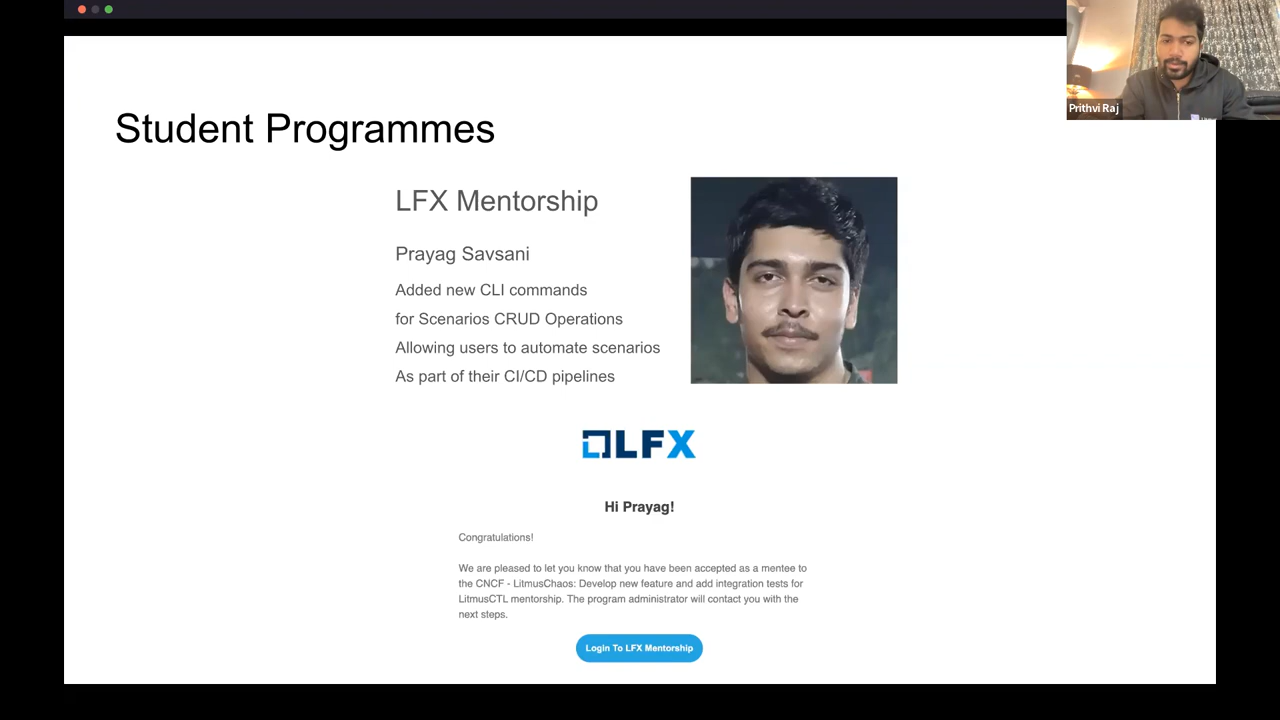 Prithvi Raj
Student Programmes
LFX Mentorship
Prayag Savsani
Added new CLI commands
for Scenarios CRUD Operations
Allowing users to automate scenarios
As part of their CI/CD pipelines
LFX
Hi Prayag!
Congratulations!
We are pleased to let you know that you have been accepted as a mentee to
the CNCF - LitmusChaos: Develop new feature and add integration tests for
LitmusCTL mentorship. The program administrator will contact you with the
next steps.
Login To LFX Mentorship